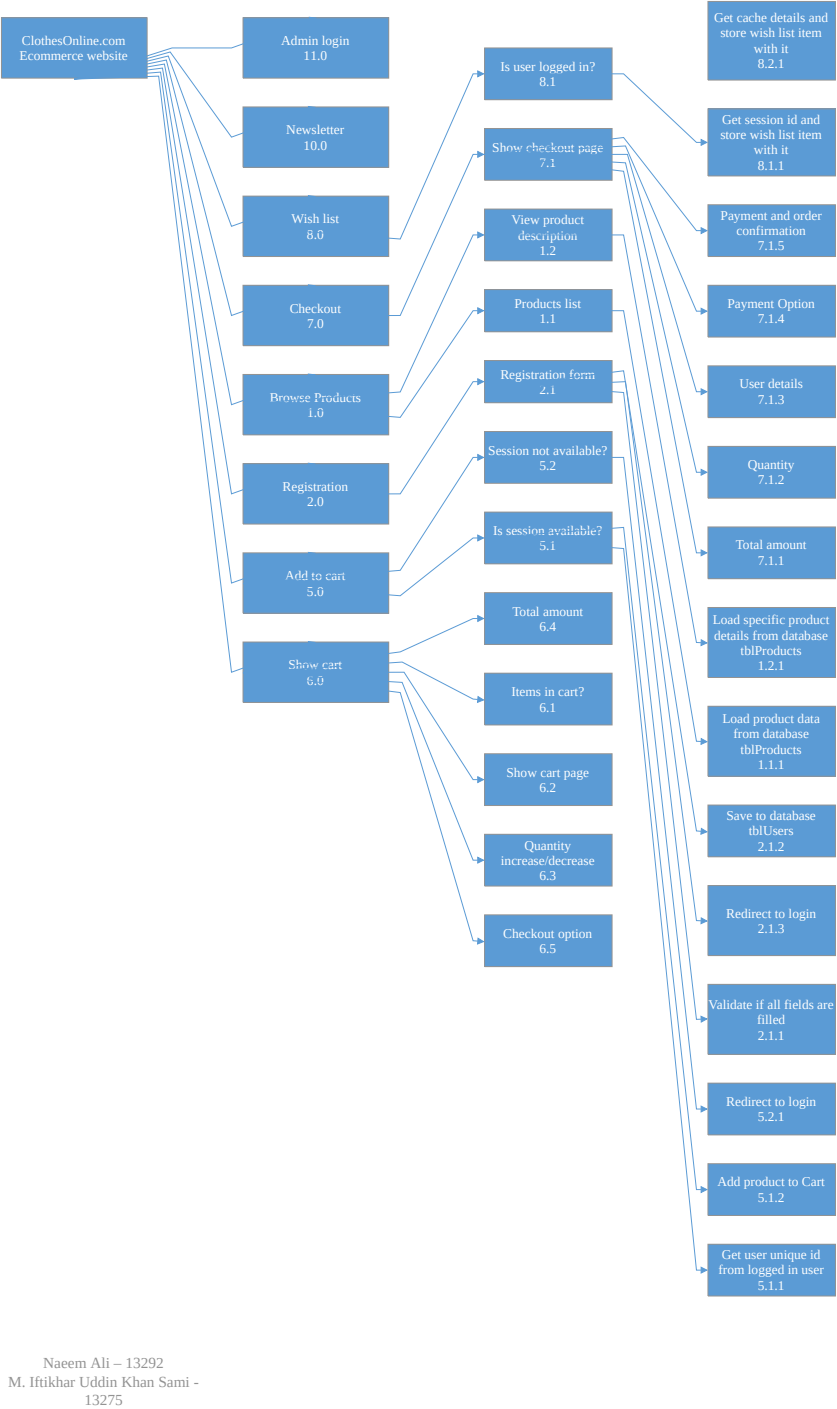 ClothesOnline.com
Ecommerce website
Admin login
11.0
Newsletter
10.0
Wish list
8.0
Checkout
7.0
Browse Products
1.0
Registration
2.0
Add to cart
5.0
Show cart
6.0
Is user logged in?
8.1
Show checkout page
7.1
View product
description
1.2
Products list
1.1
Registration form
2.1
Session not available?
5.2
Is session available?
5.1
Total amount
6.4
Items in cart?
6.1
Show cart page
6.2
Quantity
increase/decrease
6.3
Checkout option
6.5
Get cache details and
store wish list item
with it
8.2.1
Get session id and
store wish list item
with it
8.1.1
Payment and order
confirmation
7.1.5
Payment Option
7.1.4
User details
7.1.3
Quantity
7.1.2
Total amount
7.1.1
Load specific product
details from database
tblProducts
1.2.1
Load product data
from database
tblProducts
1.1.1
Save to database
tblUsers
2.1.2
Redirect to login
2.1.3
Validate if all fields are
filled
2.1.1
Redirect to login
5.2.1
Add product to Cart
5.1.2
Get user unique id
from logged in user
5.1.1
Naeem Ali – 13292
M. Iftikhar Uddin Khan Sami -
13275